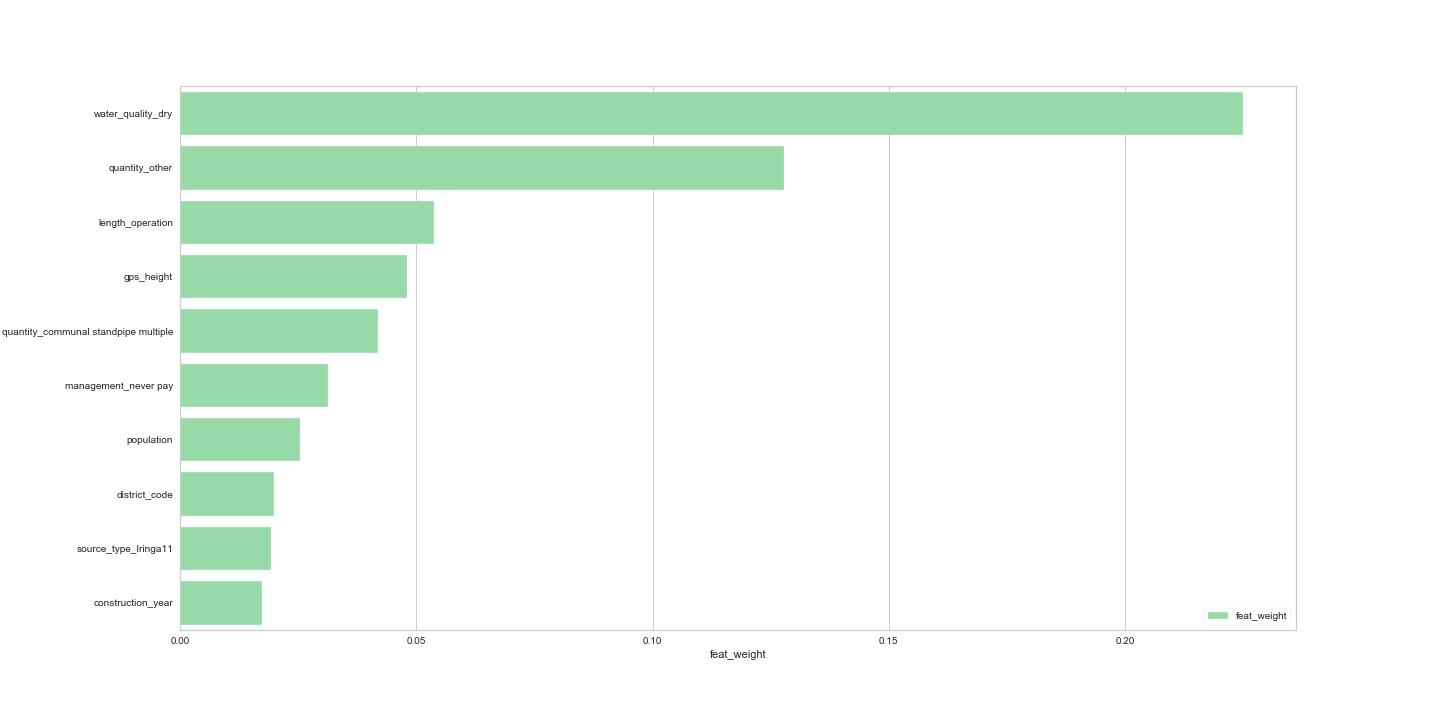 water_quality_dry
quantity_other
length_operation
gps_height
quantity_communal standpipe multiple
management_never pay
population
district_code
source_type_Iringa11
construction_year
feat_weight
0.00 0.05 0.10 0.15 0.20
feat_weight